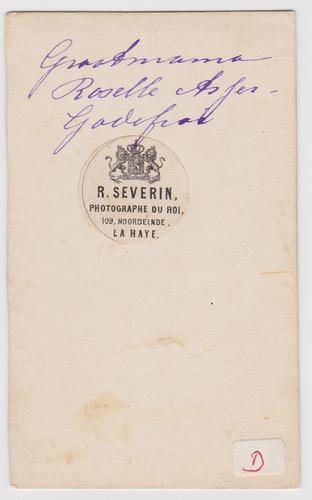 Grootmama
Roselle Asser-
Godefroi
R. SEVERIN,
PHOTOGRAPHE DU ROI,
109, NOORDEINDE,
LA HAYE.
D